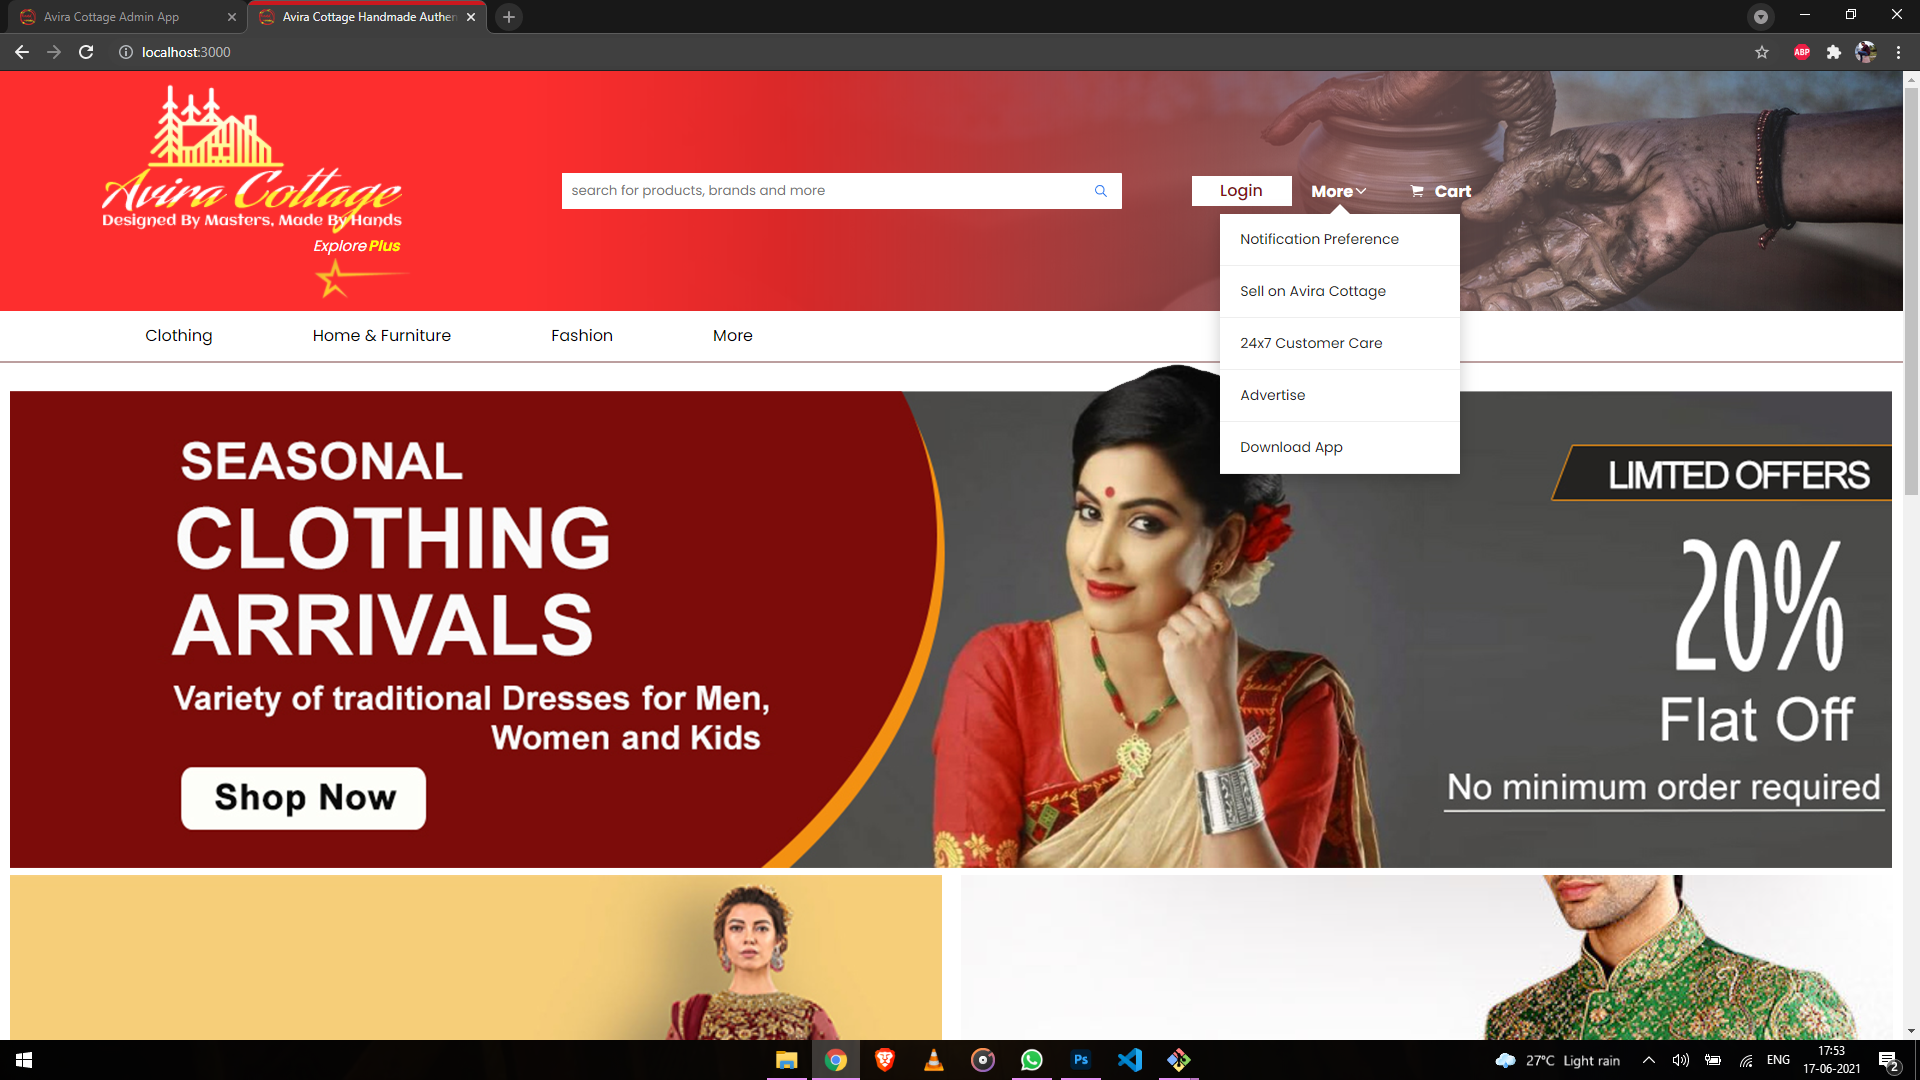 Avira Cottage Admin App
Avira Cottage Handmade Authen
localhost:3000
ABP
Avira Cottage
Designed By Masters, Made By Hands
Explore Plus
search for products, brands and more
Login
More
Cart
Notification Preference
Sell on Avira Cottage
24x7 Customer Care
Advertise
Download App
Clothing
Home & Furniture
Fashion
More
SEASONAL
CLOTHING
ARRIVALS
Variety of traditional Dresses for Men,
Women and Kids
Shop Now
LIMTED OFFERS
20%
Flat Off
No minimum order required
Ps
27°C Light rain
ENG
17:53
17-06-2021
2